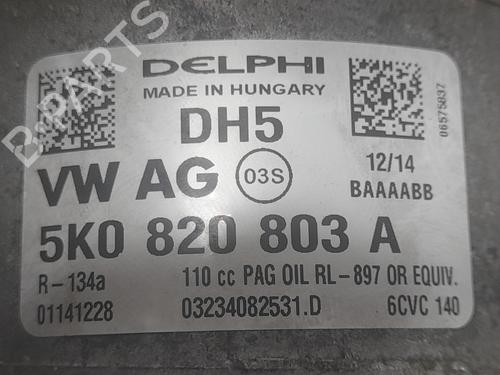 DELPHI
MADE IN HUNGARY
DH5
VW AG 03S
12/14
BAAAABB
06575837
5K0 820 803 A
R-134a 110 cc PAG OIL RL-897 OR EQUIV.
01141228 03234082531.D 6CVC 140
B-Parts